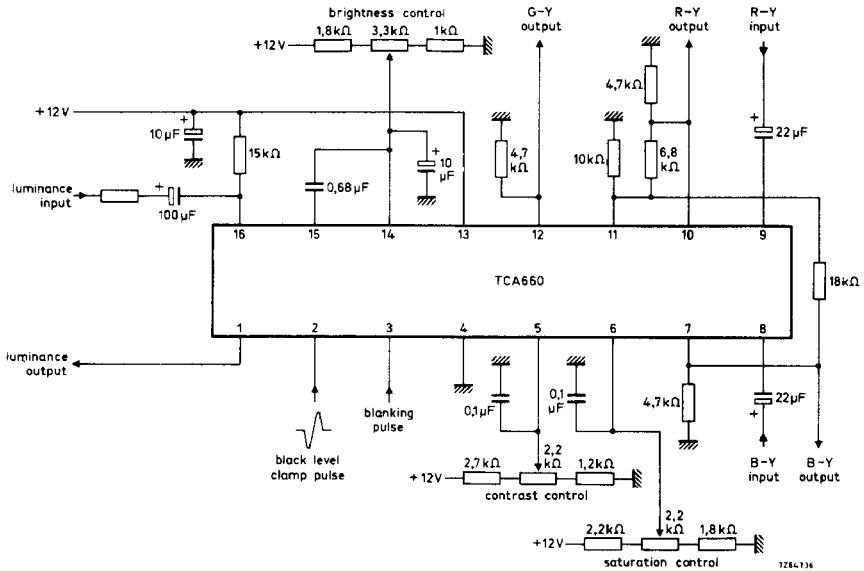 brightness control
G-Y output
R-Y output
R-Y input
+12V
1,8kΩ
3,3kΩ
1kΩ
+12V
10µF
+
15kΩ
0,68µF
+
10 µF
4,7 kΩ
10kΩ
4,7kΩ
6,8 kΩ
+
22µF
luminance input
+
100µF
16
15
14
13
12
11
10
9
TCA660
18kΩ
1
2
3
4
5
6
7
8
luminance output
black level clamp pulse
blanking pulse
0,1µF
0,1 µF
4,7kΩ
22µF
+
B-Y input
B-Y output
+12V
2,7kΩ
2,2 kΩ
1,2kΩ
contrast control
+12V
2,2kΩ
2,2 kΩ
1,8kΩ
saturation control